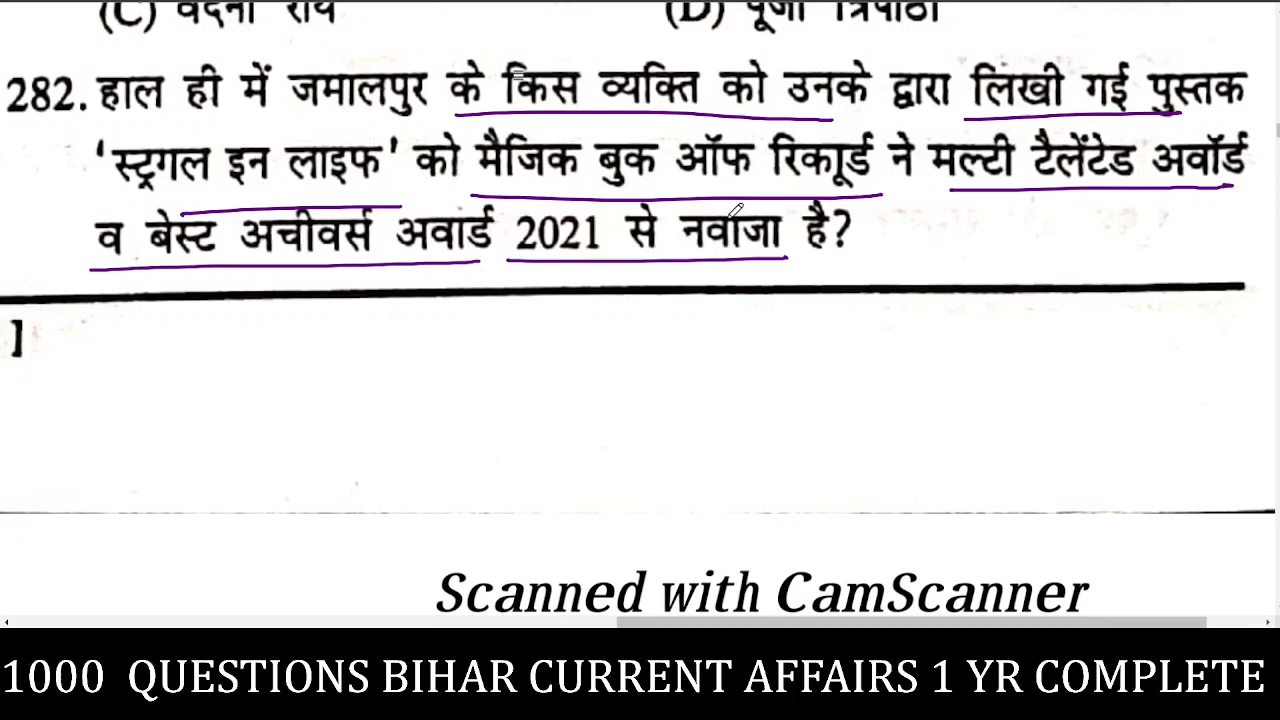 (C) वंदना राय (D) पूजा त्रिपाठी
282. हाल ही में जमालपुर के किस व्यक्ति को उनके द्वारा लिखी गई पुस्तक
'स्ट्रगल इन लाइफ' को मैजिक बुक ऑफ रिकार्ड ने मल्टी टैलेंटेड अवॉर्ड
व बेस्ट अचीवर्स अवार्ड 2021 से नवाजा है?
]
Scanned with CamScanner
1000 QUESTIONS BIHAR CURRENT AFFAIRS 1 YR COMPLETE